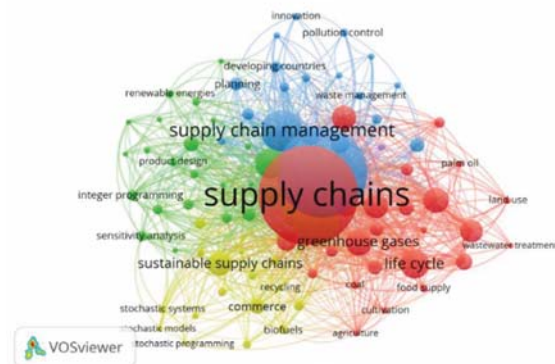 innovation
pollution control
developing countries
planning
renewable energies
waste management
supply chain management
product design
palm oil
supply chains
integer programming
land use
sensitivity analysis
greenhouse gases
wastewater treatment
sustainable supply chains
life cycle
recycling
coal
food supply
stochastic systems
commerce
cultivation
stochastic models
biofuels
agriculture
stochastic programming
VOSviewer